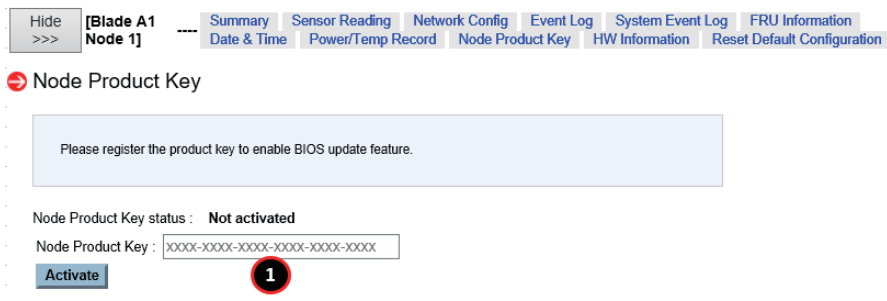 Hide [Blade A1 ---- Summary Sensor Reading Network Config Event Log System Event Log FRU Information
>>> Node 1] Date & Time Power/Temp Record Node Product Key HW Information Reset Default Configuration
Node Product Key
Please register the product key to enable BIOS update feature.
Node Product Key status : Not activated
Node Product Key : XXXX-XXXX-XXXX-XXXX-XXXX-XXXX
Activate 1